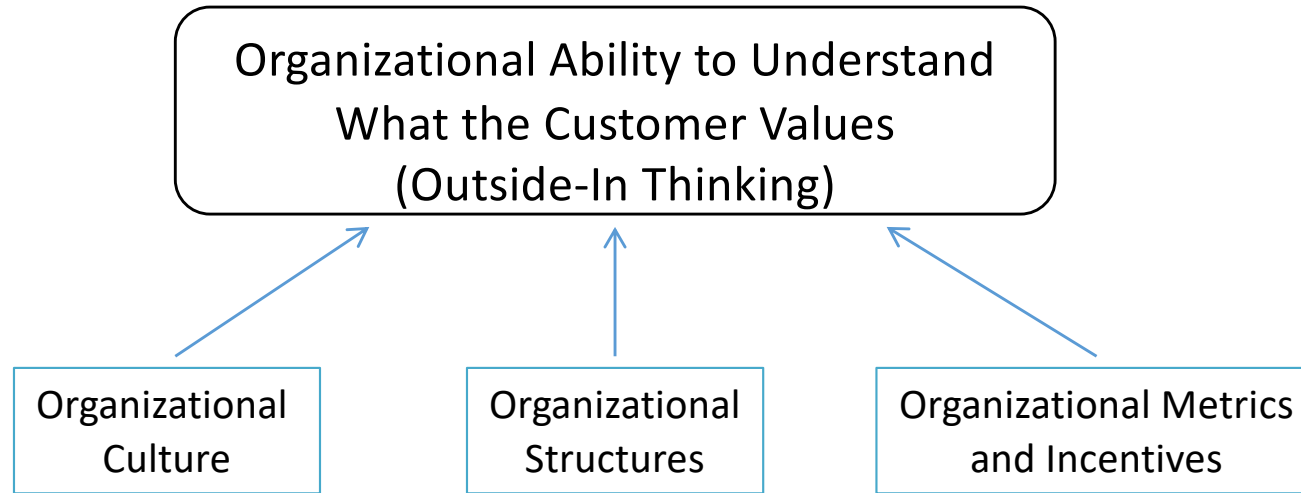 Organizational Ability to Understand
What the Customer Values
(Outside-In Thinking)
Organizational
Culture
Organizational
Structures
Organizational Metrics
and Incentives